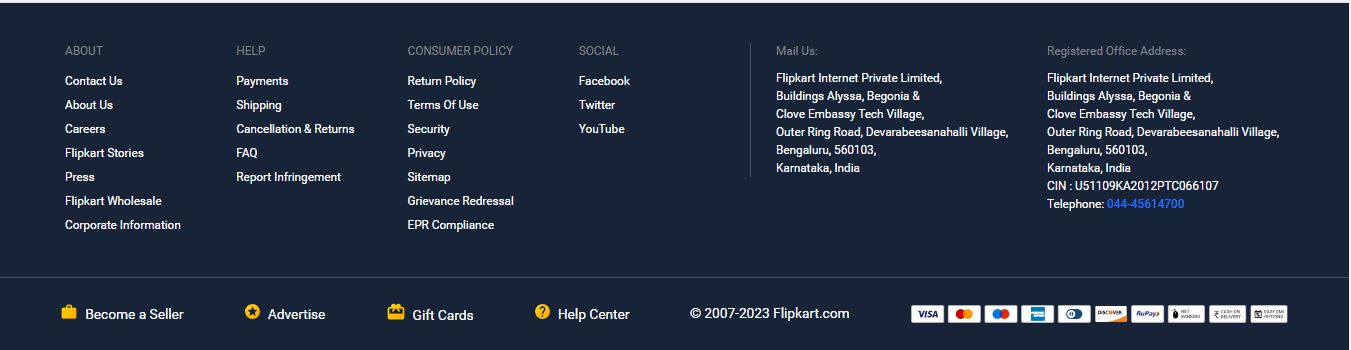 ABOUT
Contact Us
About Us
Careers
Flipkart Stories
Press
Flipkart Wholesale
Corporate Information
HELP
Payments
Shipping
Cancellation & Returns
FAQ
Report Infringement
CONSUMER POLICY
Return Policy
Terms Of Use
Security
Privacy
Sitemap
Grievance Redressal
EPR Compliance
SOCIAL
Facebook
Twitter
YouTube
Mail Us:
Flipkart Internet Private Limited,
Buildings Alyssa, Begonia &
Clove Embassy Tech Village,
Outer Ring Road, Devarabeesanahalli Village,
Bengaluru, 560103,
Karnataka, India
Registered Office Address:
Flipkart Internet Private Limited,
Buildings Alyssa, Begonia &
Clove Embassy Tech Village,
Outer Ring Road, Devarabeesanahalli Village,
Bengaluru, 560103,
Karnataka, India
CIN : U51109KA2012PTC066107
Telephone: 044-45614700
Become a Seller
Advertise
Gift Cards
Help Center
© 2007-2023 Flipkart.com
VISA
DISCOVER
RuPay
NET
BANKING
CASH ON
DELIVERY
EASY EMI
OPTIONS